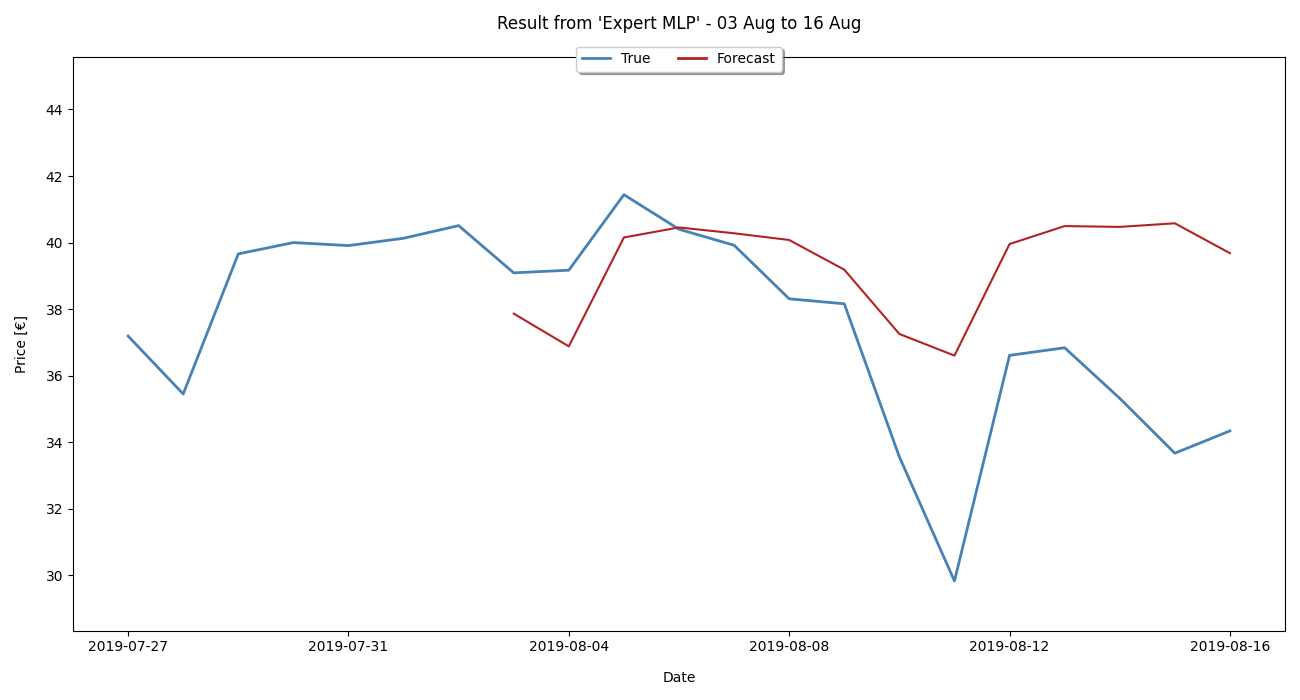 Result from 'Expert MLP' - 03 Aug to 16 Aug
True Forecast
44
42
40
38
36
34
32
30
Price [€]
2019-07-27 2019-07-31 2019-08-04 2019-08-08 2019-08-12 2019-08-16
Date